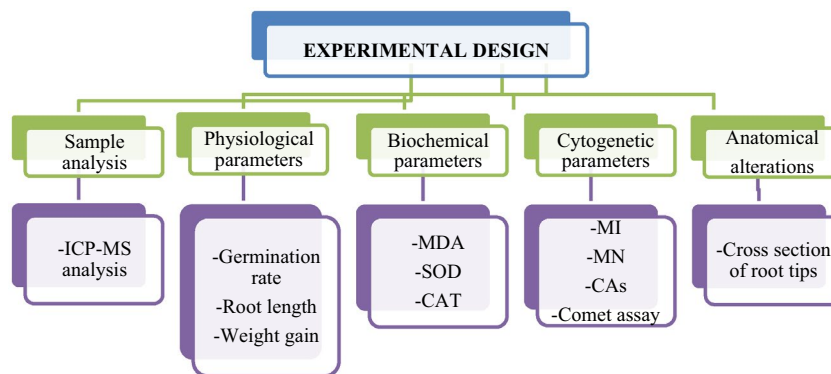 EXPERIMENTAL DESIGN
Sample
analysis
Physiological
parameters
Biochemical
parameters
Cytogenetic
parameters
Anatomical
alterations
-ICP-MS
analysis
-Germination
rate
-Root length
-Weight gain
-MDA
-SOD
-CAT
-MI
-MN
-CAs
-Comet assay
-Cross section
of root tips